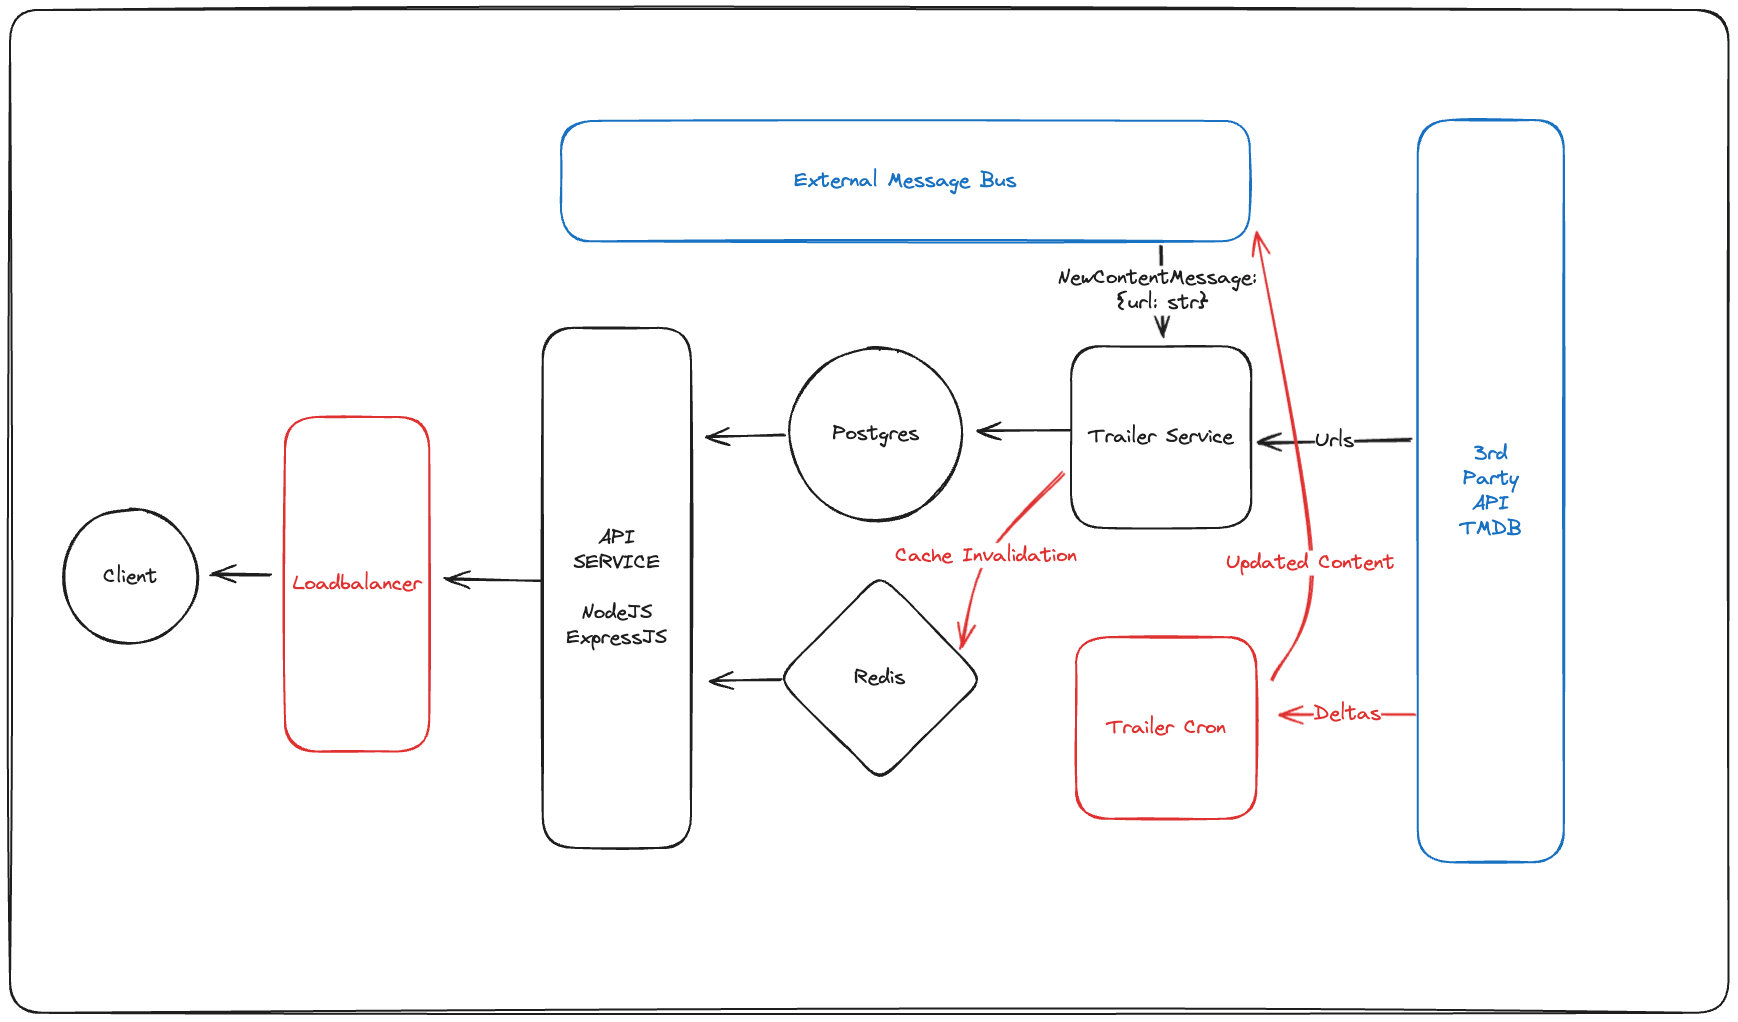 External Message Bus
NewContentMessage:
{url: str}
Postgres
Trailer Service
Urls
3rd
Party
API
TMDB
Client
Loadbalancer
API
SERVICE
NodeJS
ExpressJS
Cache Invalidation
Updated Content
Redis
Trailer Cron
Deltas